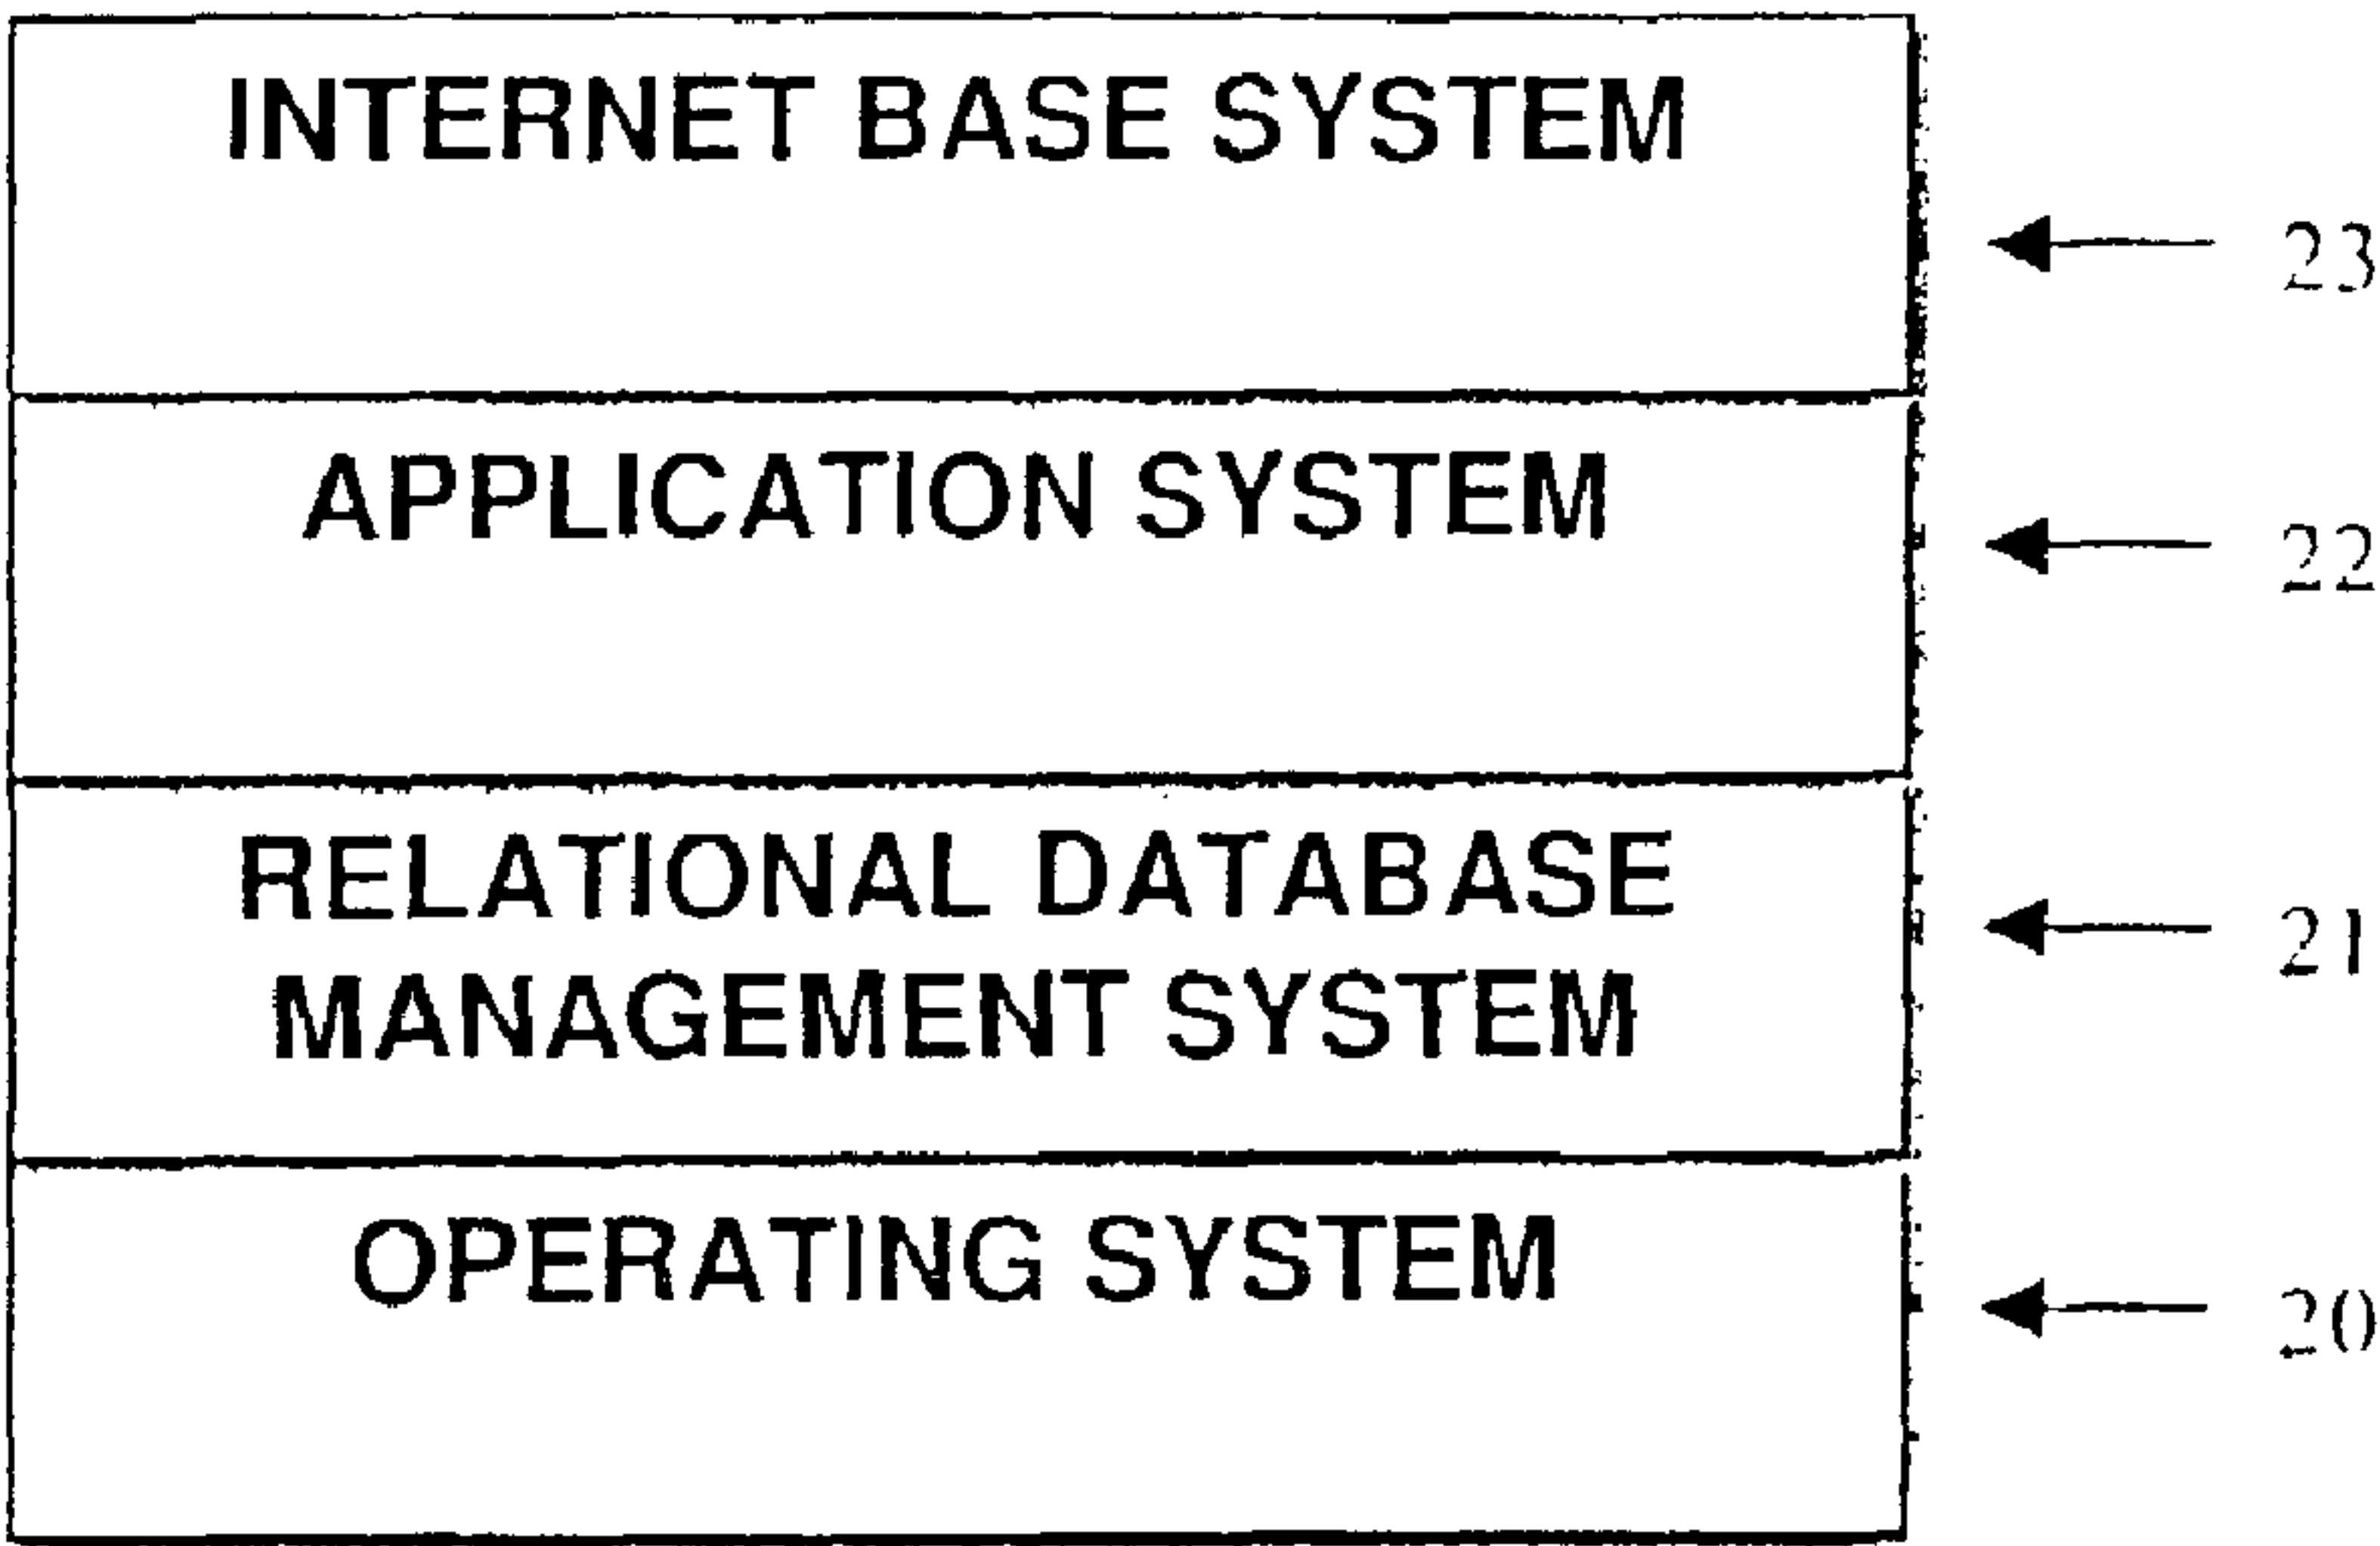 INTERNET BASE SYSTEM
23
APPLICATION SYSTEM
22
RELATIONAL DATABASE
MANAGEMENT SYSTEM
21
OPERATING SYSTEM
20